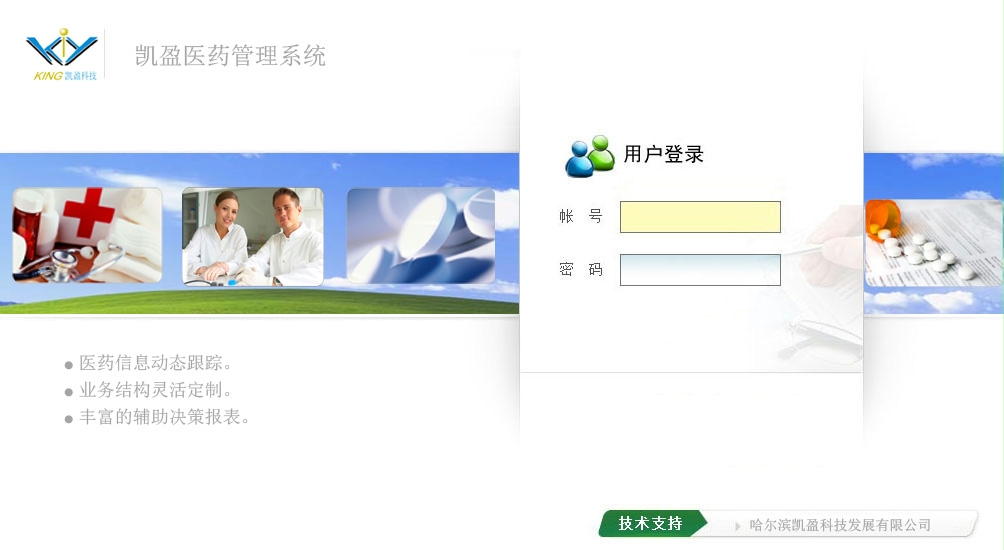 KING 凯盈科技
凯盈医药管理系统
用户登录
帐 号
密 码
●医药信息动态跟踪。
●业务结构灵活定制。
●丰富的辅助决策报表。
技术支持
哈尔滨凯盈科技发展有限公司